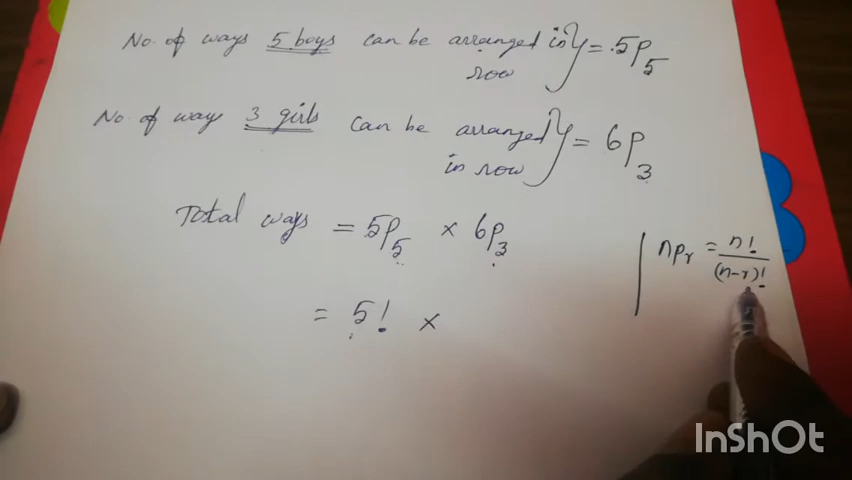 No. of ways 5 boys can be arranged in
row } = 5P5
No. of way 3 girls can be arranged
in row } = 6P3
Total ways = 5P5 × 6P3
= 5! ×
nPr = n!
(n-r)!
InShOt